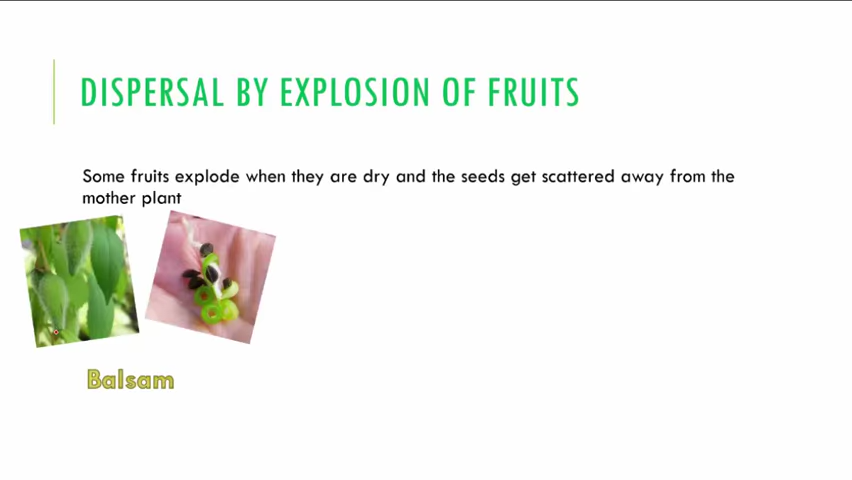 DISPERSAL BY EXPLOSION OF FRUITS
Some fruits explode when they are dry and the seeds get scattered away from the
mother plant
Balsam